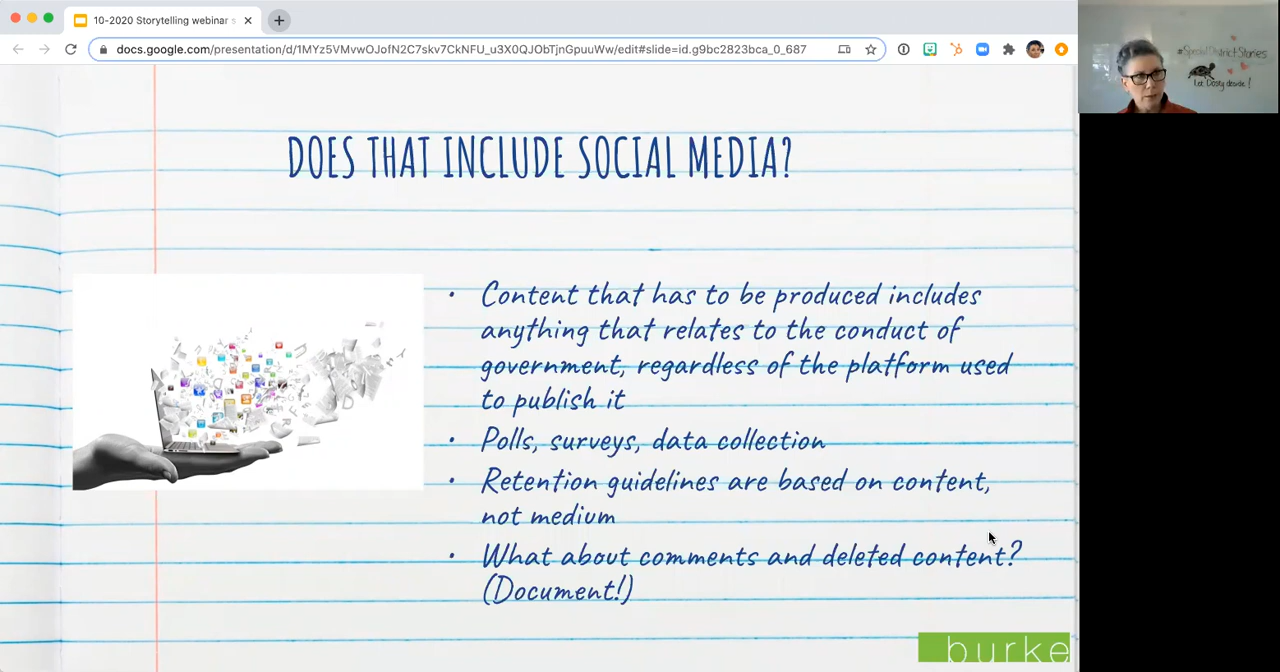 10-2020 Storytelling webinar s
docs.google.com/presentation/d/1MYz5VMvwOJofN2C7skv7CkNFU_u3X0QJObTjnGpuuWw/edit#slide=id.g9bc2823bca_0_687
#SpecialDistrictStories
Let Dusty decide!
DOES THAT INCLUDE SOCIAL MEDIA?
• Content that has to be produced includes
anything that relates to the conduct of
government, regardless of the platform used
to publish it
• Polls, surveys, data collection
• Retention guidelines are based on content,
not medium
• What about comments and deleted content?
(Document!)
burke